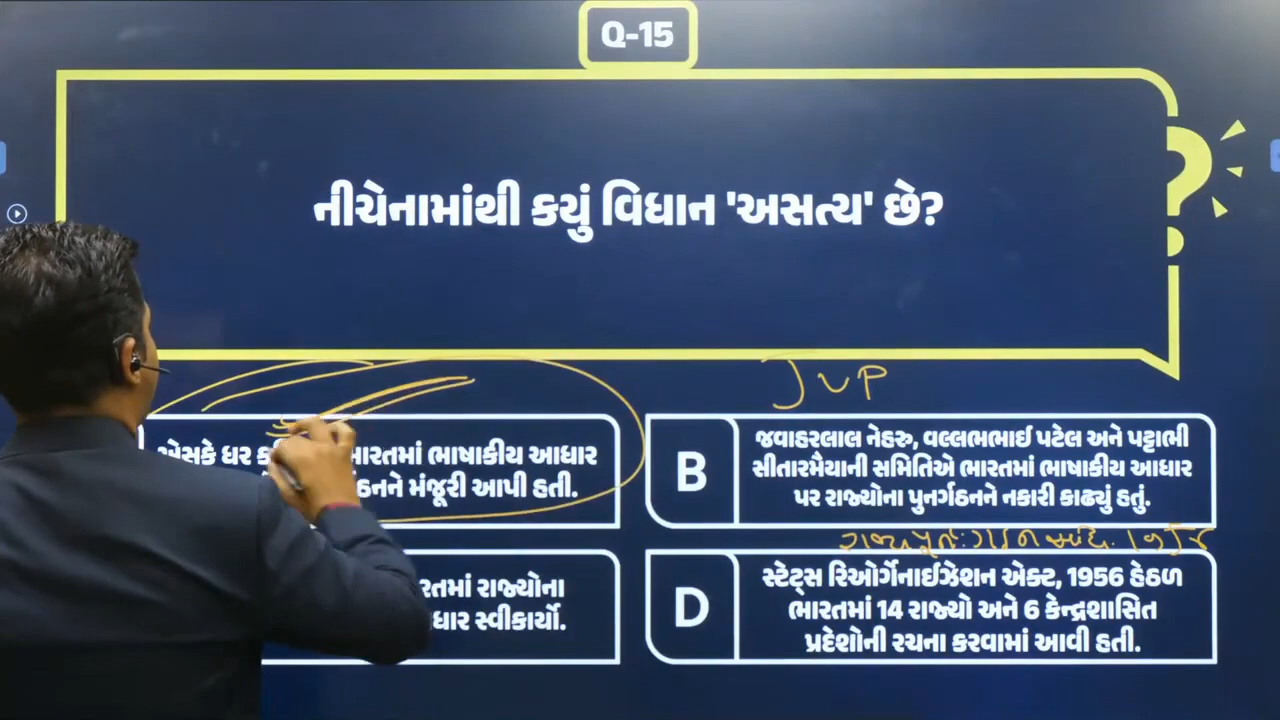 Q-15
નીચેનામાંથી કયું વિધાન 'અસત્ય' છે?
JVP
એસકે ધર ભારતમાં ભાષાકીય આધાર
મંજૂરી આપી હતી.
B
જવાહરલાલ નેહરુ, વલ્લભભાઈ પટેલ અને પટ્ટાભી
સીતારમૈયાની સમિતિએ ભારતમાં ભાષાકીય આધાર
પર રાજ્યોના પુનર્ગઠનને નકારી કાઢ્યું હતું.
રાજ્યોના
સ્વીકાર્યો.
D
સ્ટેટ્સ રિઓર્ગેનાઈઝેશન એક્ટ, 1956 હેઠળ
ભારતમાં 14 રાજ્યો અને 6 કેન્દ્રશાસિત
પ્રદેશોની રચના કરવામાં આવી હતી.